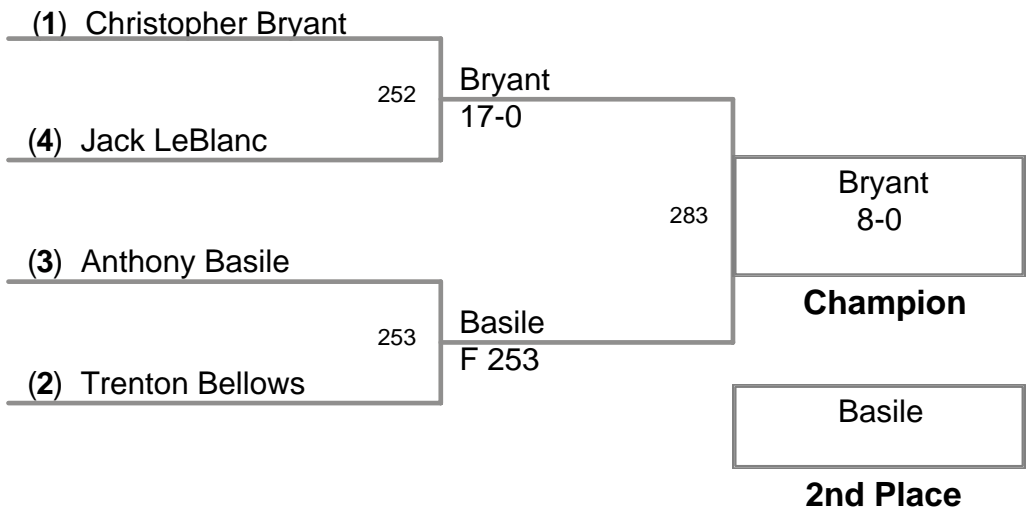 (1) Christopher Bryant
252
Bryant
17-0
(4) Jack LeBlanc
283
Bryant
8-0
Champion
(3) Anthony Basile
253
Basile
F 253
(2) Trenton Bellows
Basile
2nd Place